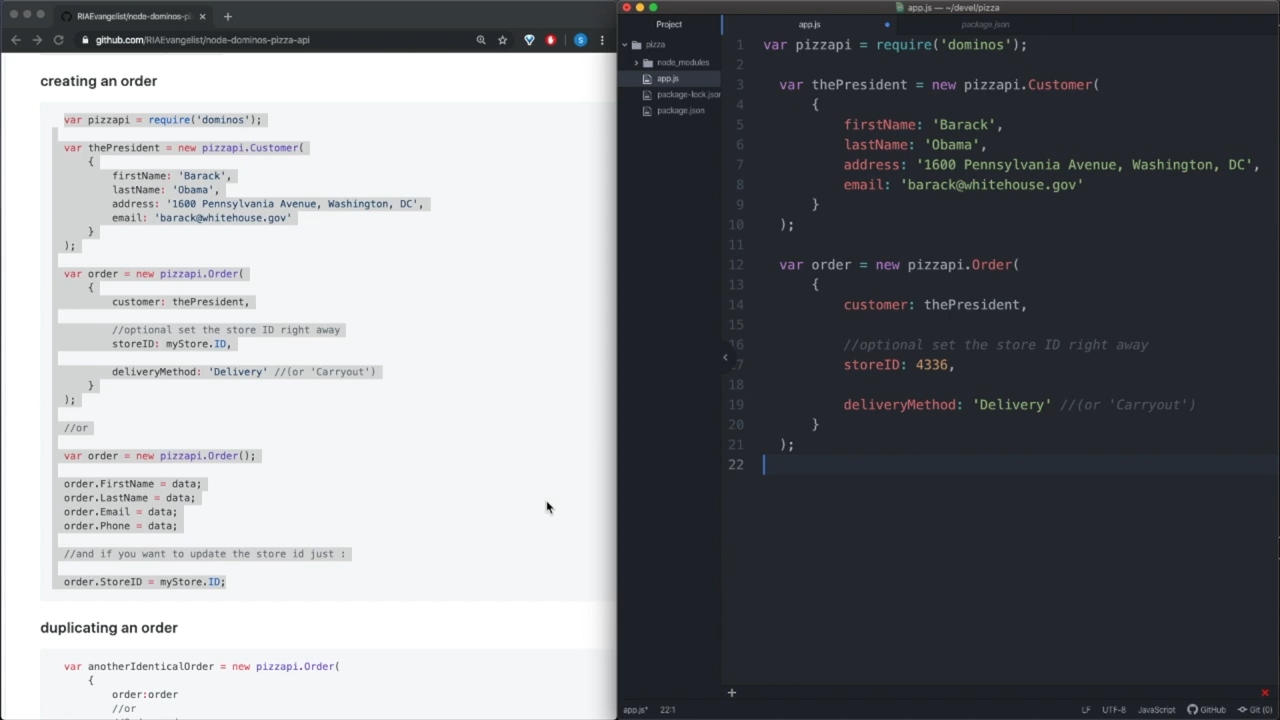 RIAEvangelist/node-dominos-pi
github.com/RIAEvangelist/node-dominos-pizza-api
S
creating an order
var pizzapi = require('dominos');
var thePresident = new pizzapi.Customer(
{
firstName: 'Barack',
lastName: 'Obama',
address: '1600 Pennsylvania Avenue, Washington, DC',
email: 'barack@whitehouse.gov'
}
);
var order = new pizzapi.Order(
{
customer: thePresident,
//optional set the store ID right away
storeID: myStore.ID,
deliveryMethod: 'Delivery' //(or 'Carryout')
}
);
//or
var order = new pizzapi.Order();
order.FirstName = data;
order.LastName = data;
order.Email = data;
order.Phone = data;
//and if you want to update the store id just :
order.StoreID = myStore.ID;
duplicating an order
var anotherIdenticalOrder = new pizzapi.Order(
{
order:order
//or
app.js — ~/devel/pizza
Project
pizza
node_modules
app.js
package-lock.json
package.json
app.js
package.json
1 var pizzapi = require('dominos');
2
3 var thePresident = new pizzapi.Customer(
4 {
5 firstName: 'Barack',
6 lastName: 'Obama',
7 address: '1600 Pennsylvania Avenue, Washington, DC',
8 email: 'barack@whitehouse.gov'
9 }
10 );
11
12 var order = new pizzapi.Order(
13 {
14 customer: thePresident,
15
16 //optional set the store ID right away
17 storeID: 4336,
18
19 deliveryMethod: 'Delivery' //(or 'Carryout')
20 }
21 );
22
app.js* 22:1
LF UTF-8 JavaScript GitHub Git (0)